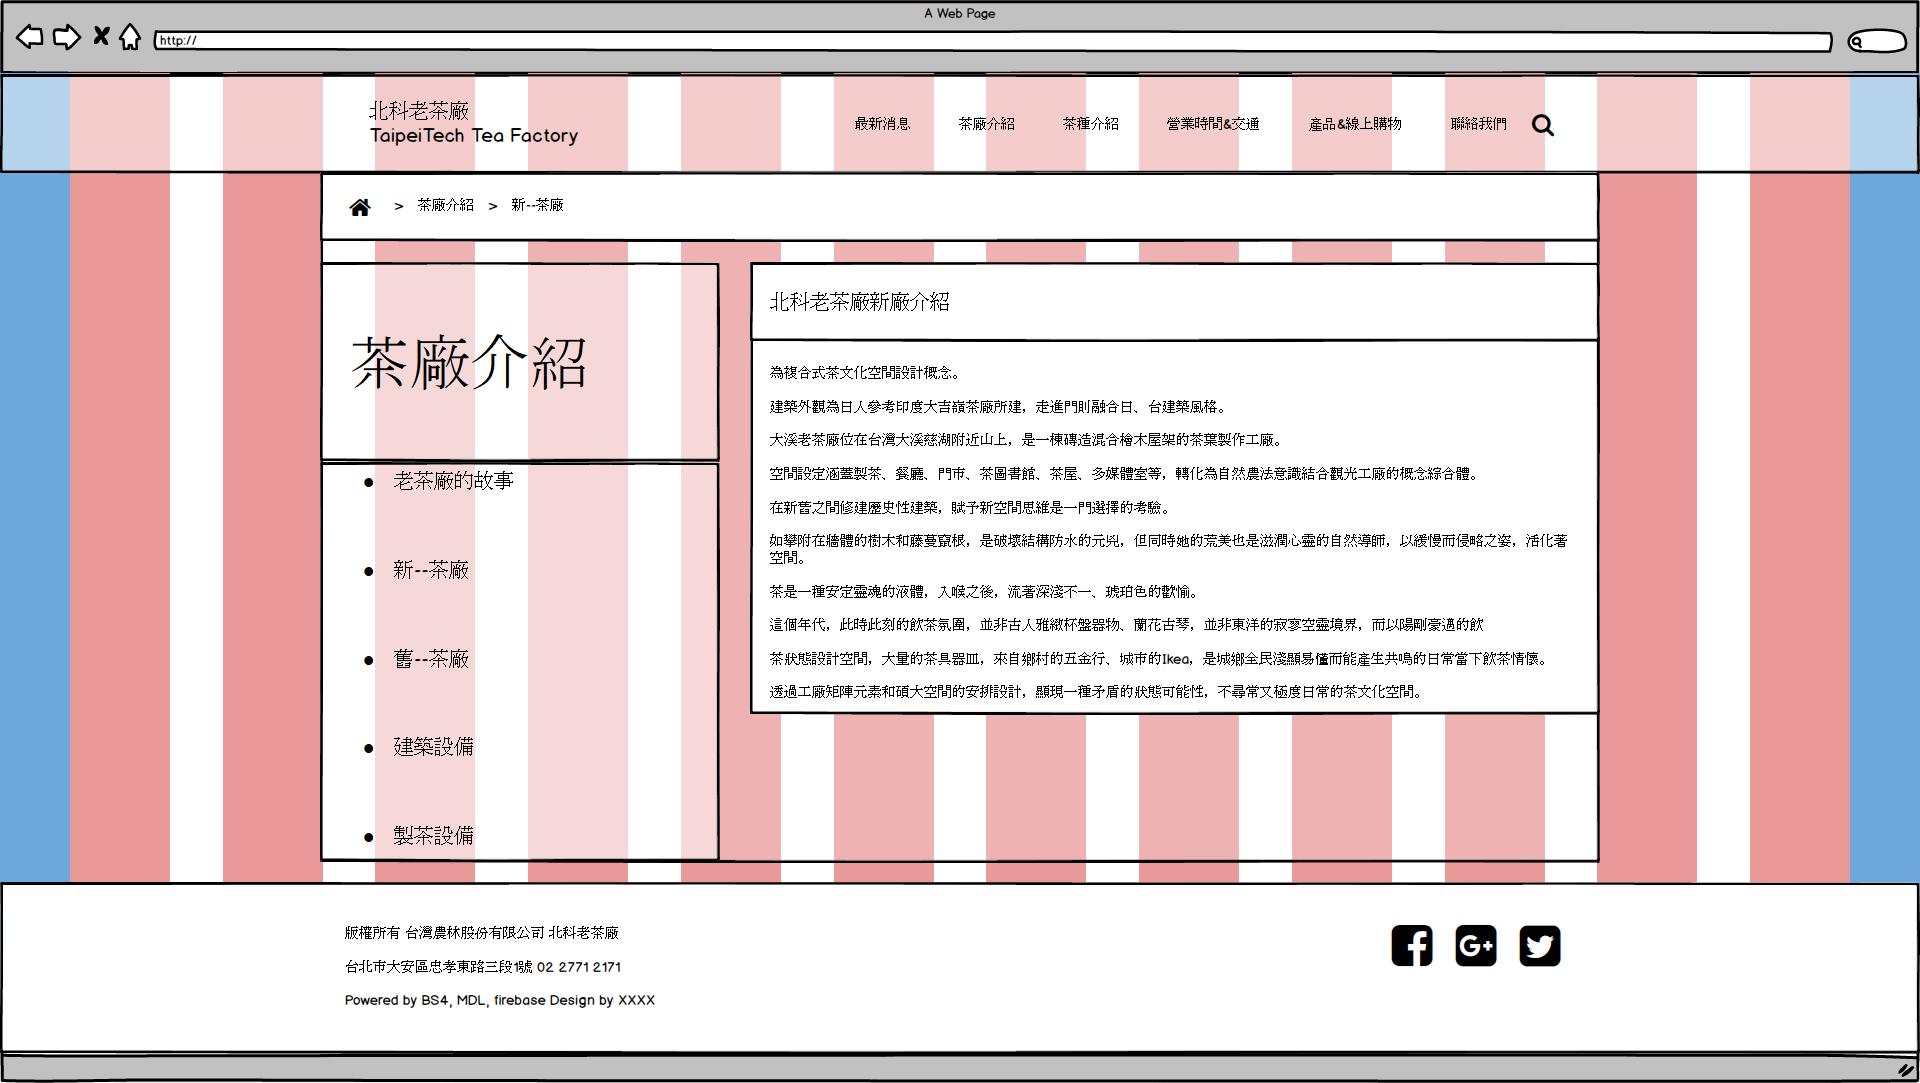 A Web Page
http://
北科老茶廠
TaipeiTech Tea Factory
最新消息
茶廠介紹
茶種介紹
營業時間&交通
產品&線上購物
聯絡我們
> 茶廠介紹 > 新--茶廠
茶廠介紹
老茶廠的故事
新--茶廠
舊--茶廠
建築設備
製茶設備
北科老茶廠新廠介紹
為複合式茶文化空間設計概念。
建築外觀為日人參考印度大吉嶺茶廠所建，走進門則融合日、台建築風格。
大溪老茶廠位在台灣大溪慈湖附近山上，是一棟磚造混合檜木屋架的茶葉製作工廠。
空間設定涵蓋製茶、餐廳、門市、茶圖書館、茶屋、多媒體室等，轉化為自然農法意識結合觀光工廠的概念綜合體。
在新舊之間修建歷史性建築，賦予新空間思維是一門選擇的考驗。
如攀附在牆體的樹木和藤蔓竄根，是破壞結構防水的元兇，但同時她的荒美也是滋潤心靈的自然導師，以緩慢而侵略之姿，活化著
空間。
茶是一種安定靈魂的液體，入喉之後，流著深淺不一、琥珀色的歡愉。
這個年代，此時此刻的飲茶氛圍，並非古人雅緻杯盤器物、蘭花古琴，並非東洋的寂寥空靈境界，而以陽剛豪邁的飲
茶狀態設計空間，大量的茶具器皿，來自鄉村的五金行、城市的Ikea，是城鄉全民淺顯易懂而能產生共鳴的日常當下飲茶情懷。
透過工廠矩陣元素和碩大空間的安排設計，顯現一種矛盾的狀態可能性，不尋常又極度日常的茶文化空間。
版權所有 台灣農林股份有限公司 北科老茶廠
台北市大安區忠孝東路三段1號 02 2771 2171
Powered by BS4, MDL, firebase Design by XXXX